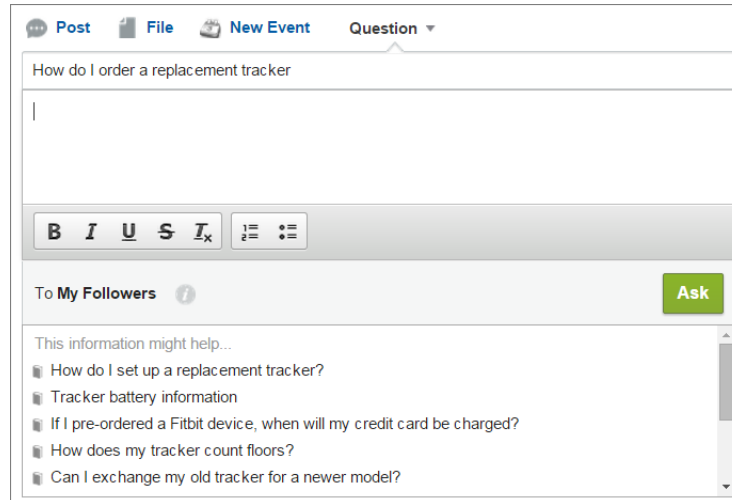 Post File New Event Question
How do I order a replacement tracker
B I U S Tx
To My Followers i Ask
This information might help...
How do I set up a replacement tracker?
Tracker battery information
If I pre-ordered a Fitbit device, when will my credit card be charged?
How does my tracker count floors?
Can I exchange my old tracker for a newer model?